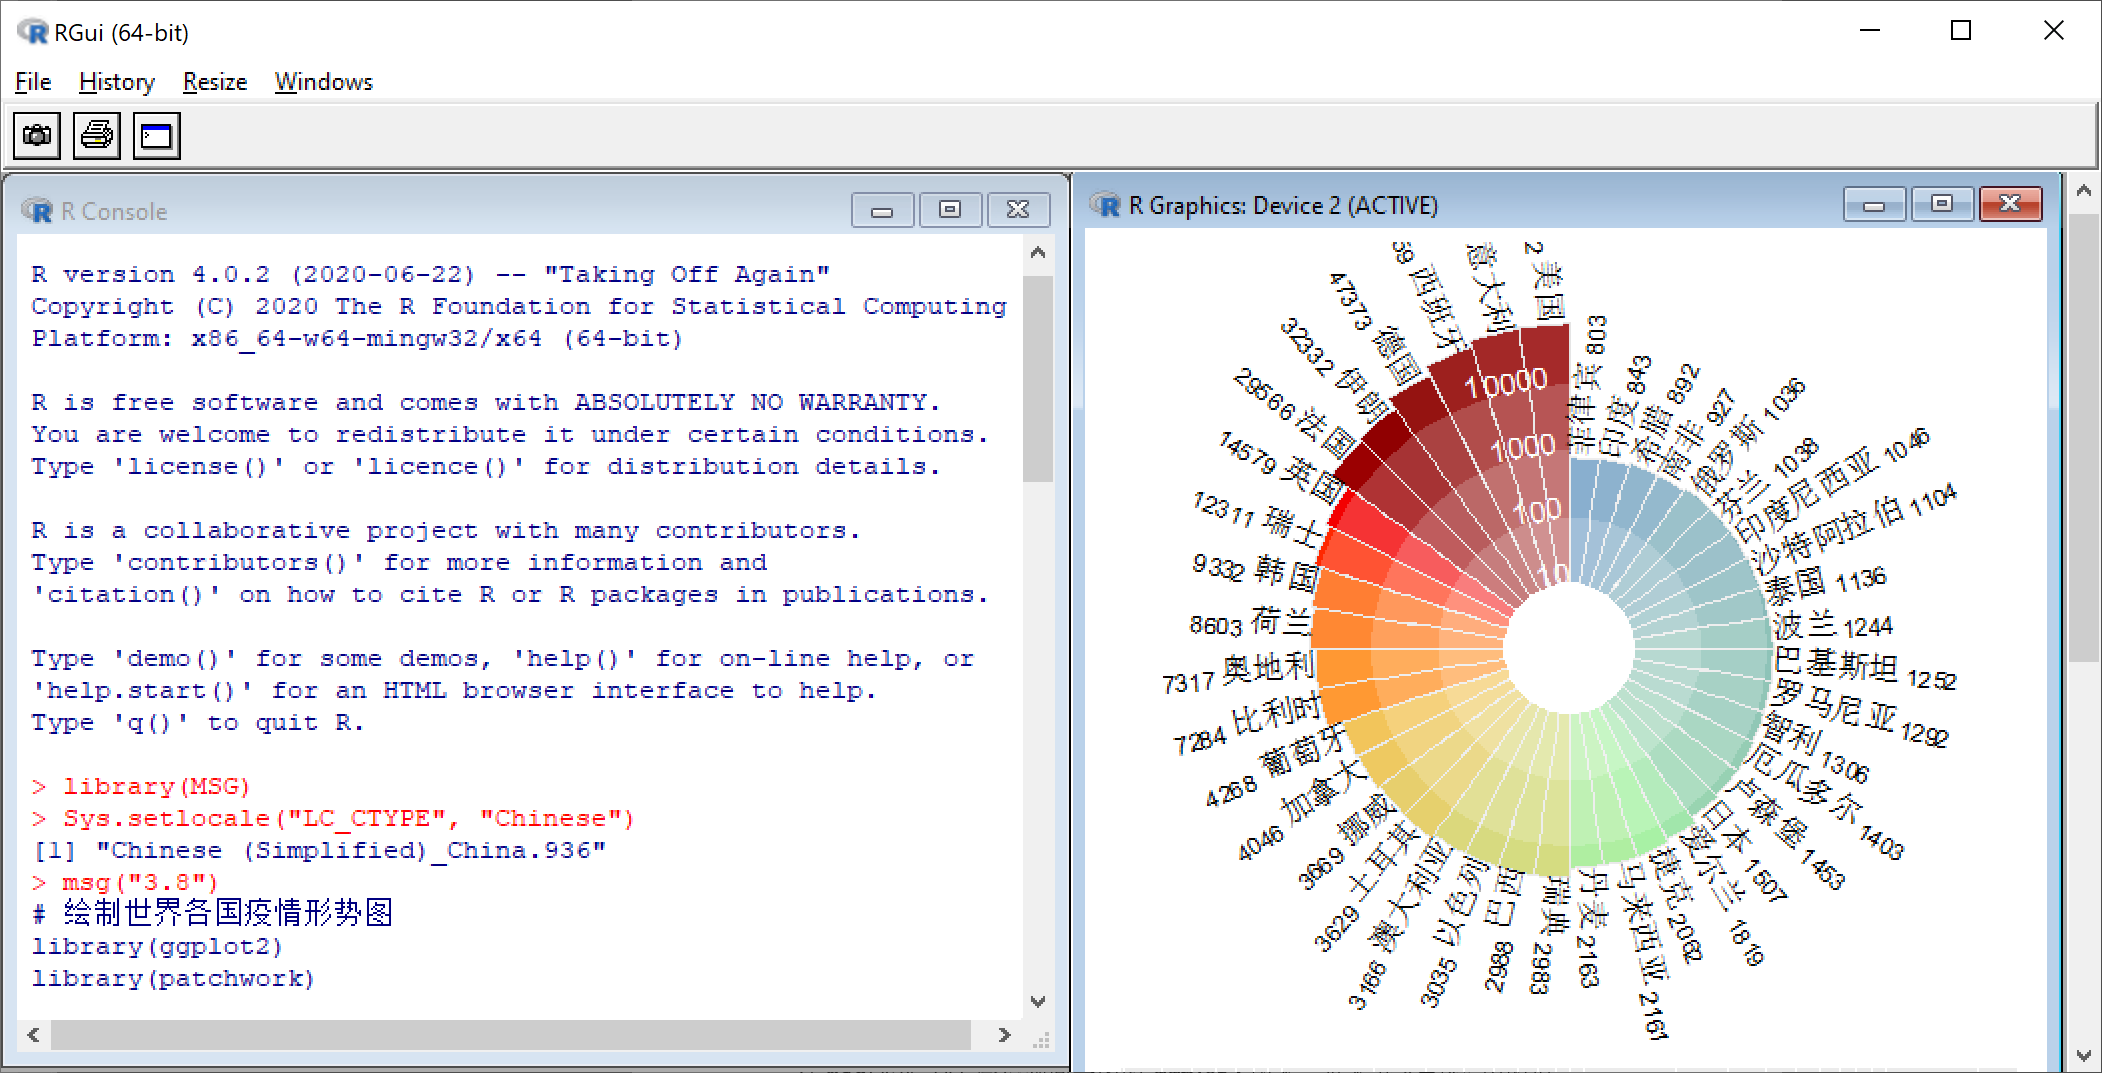 RGui (64-bit)
File History Resize Windows
R Console
R version 4.0.2 (2020-06-22) -- "Taking Off Again"
Copyright (C) 2020 The R Foundation for Statistical Computing
Platform: x86_64-w64-mingw32/x64 (64-bit)
R is free software and comes with ABSOLUTELY NO WARRANTY.
You are welcome to redistribute it under certain conditions.
Type 'license()' or 'licence()' for distribution details.
R is a collaborative project with many contributors.
Type 'contributors()' for more information and
'citation()' on how to cite R or R packages in publications.
Type 'demo()' for some demos, 'help()' for on-line help, or
'help.start()' for an HTML browser interface to help.
Type 'q()' to quit R.
> library(MSG)
> Sys.setlocale("LC_CTYPE", "Chinese")
[1] "Chinese (Simplified)_China.936"
> msg("3.8")
# 绘制世界各国疫情形势图
library(ggplot2)
library(patchwork)
R Graphics: Device 2 (ACTIVE)
菲律宾 803
印度 843
希腊 892
南非 927
俄罗斯 1036
芬兰 1038
印度尼西亚 1046
沙特阿拉伯 1104
泰国 1136
波兰 1244
巴基斯坦 1252
罗马尼亚 1292
智利 1306
厄瓜多尔 1403
卢森堡 1453
日本 1507
爱尔兰 1819
捷克 2062
马来西亚 2161
丹麦 2163
2983 瑞典
2988 巴西
3035 以色列
3166 澳大利亚
3629 土耳其
3669 挪威
4046 加拿大
4268 葡萄牙
7284 比利时
7317 奥地利
8603 荷兰
9332 韩国
12311 瑞士
14579 英国
29566 法国
32332 伊朗
47373 德国
39 西班牙
意大利
2 美国
10000
1000
100
10